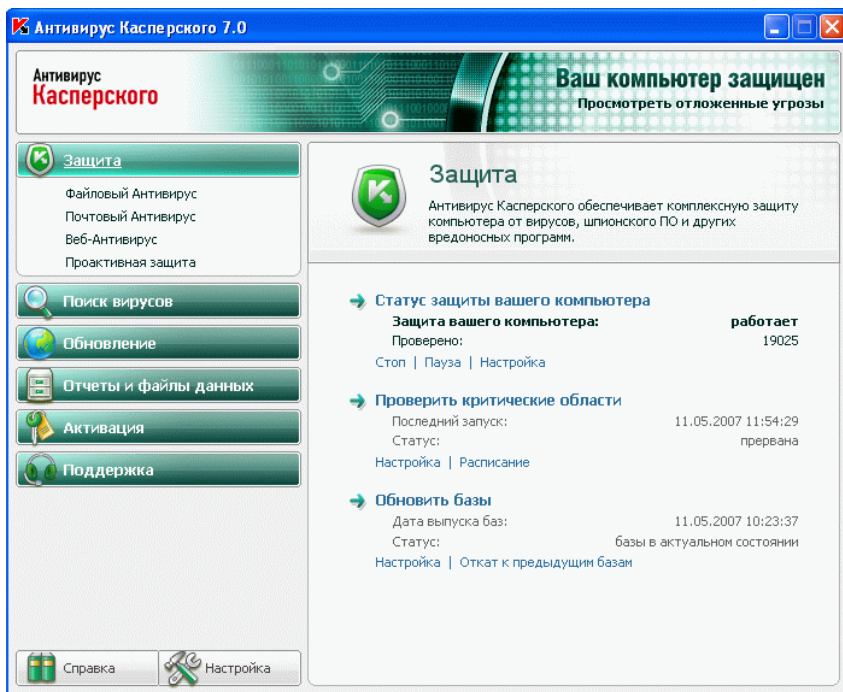 Антивирус Касперского 7.0
Антивирус
Касперского
Ваш компьютер защищен
Просмотреть отложенные угрозы
Защита
Файловый Антивирус
Почтовый Антивирус
Веб-Антивирус
Проактивная защита
Поиск вирусов
Обновление
Отчеты и файлы данных
Активация
Поддержка
Справка
Настройка
Защита
Антивирус Касперского обеспечивает комплексную защиту
компьютера от вирусов, шпионского ПО и других
вредоносных программ.
Статус защиты вашего компьютера
Защита вашего компьютера: работает
Проверено: 19025
Стоп | Пауза | Настройка
Проверить критические области
Последний запуск: 11.05.2007 11:54:29
Статус: прервана
Настройка | Расписание
Обновить базы
Дата выпуска баз: 11.05.2007 10:23:37
Статус: базы в актуальном состоянии
Настройка | Откат к предыдущим базам